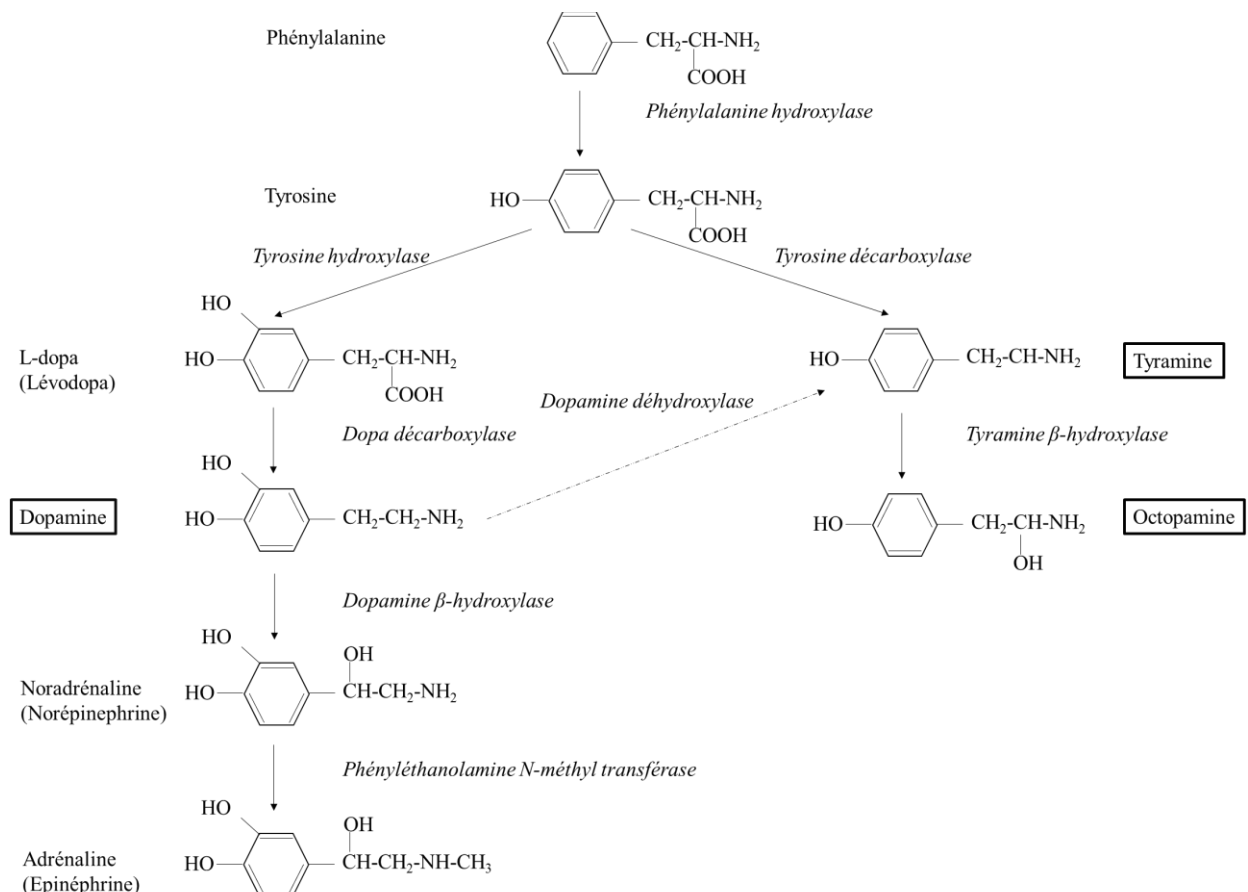 Phénylalanine
CH₂-CH-NH₂
COOH
Phénylalanine hydroxylase
Tyrosine
HO
CH₂-CH-NH₂
COOH
Tyrosine hydroxylase
Tyrosine décarboxylase
HO
HO
L-dopa
(Lévodopa)
CH₂-CH-NH₂
COOH
HO
CH₂-CH-NH₂
Tyramine
Dopamine déhydroxylase
Dopa décarboxylase
Tyramine β-hydroxylase
HO
Dopamine
HO
CH₂-CH₂-NH₂
HO
CH₂-CH-NH₂
OH
Octopamine
Dopamine β-hydroxylase
HO
OH
Noradrénaline
(Norépinephrine)
HO
CH-CH₂-NH₂
Phényléthanolamine N-méthyl transférase
HO
OH
Adrénaline
(Epinéphrine)
HO
CH-CH₂-NH-CH₃